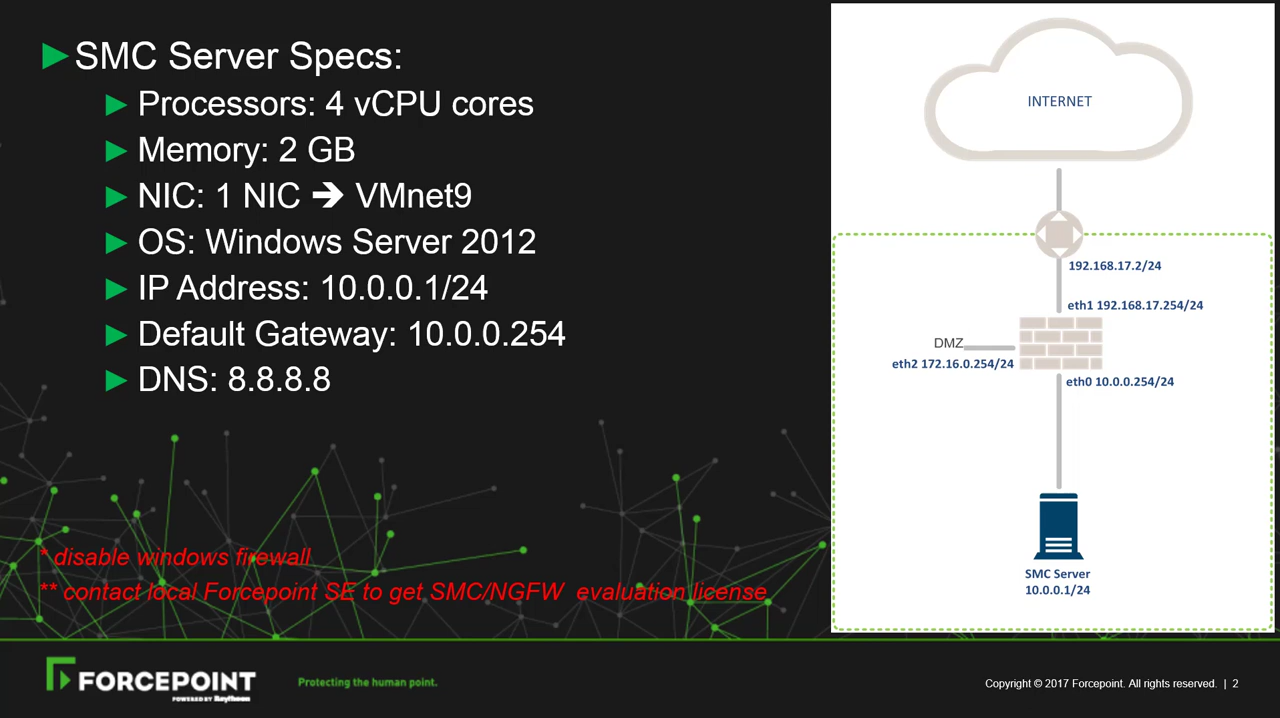 SMC Server Specs:
Processors: 4 vCPU cores
Memory: 2 GB
NIC: 1 NIC ➔ VMnet9
OS: Windows Server 2012
IP Address: 10.0.0.1/24
Default Gateway: 10.0.0.254
DNS: 8.8.8.8
* disable windows firewall
** contact local Forcepoint SE to get SMC/NGFW evaluation license
INTERNET
192.168.17.2/24
eth1 192.168.17.254/24
DMZ
eth2 172.16.0.254/24
eth0 10.0.0.254/24
SMC Server
10.0.0.1/24
FORCEPOINT
POWERED BY Raytheon
Protecting the human point.
Copyright © 2017 Forcepoint. All rights reserved. | 2